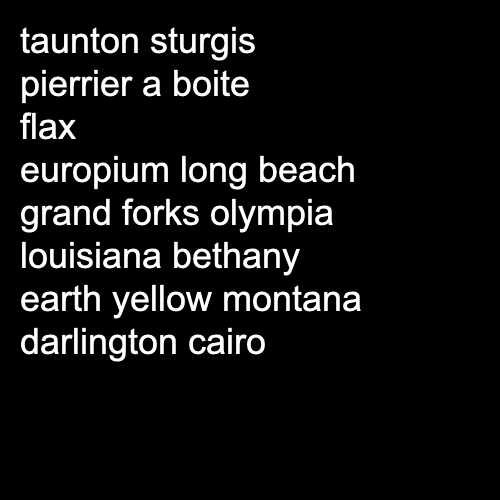 taunton sturgis
pierrier a boite
flax
europium long beach
grand forks olympia
louisiana bethany
earth yellow montana
darlington cairo